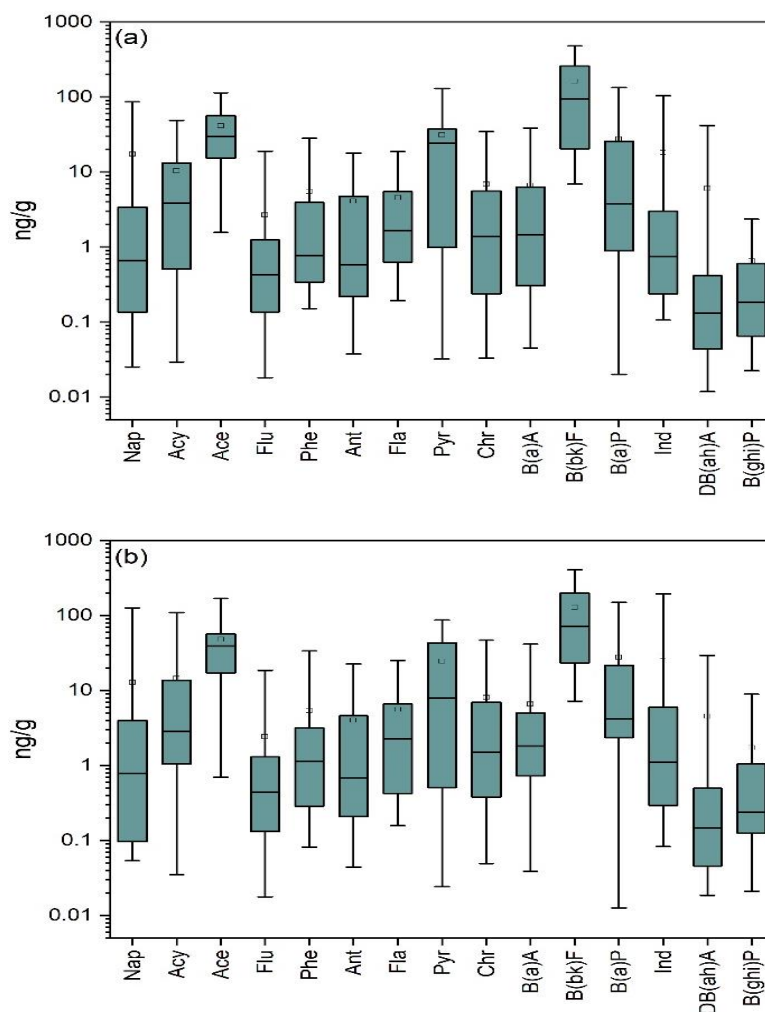 (a)
1000
100
10
1
0.1
0.01
ng/g
Nap
Acy
Ace
Flu
Phe
Ant
Fla
Pyr
Chr
B(a)A
B(bk)F
B(a)P
Ind
DB(ah)A
B(ghi)P
(b)
1000
100
10
1
0.1
0.01
ng/g
Nap
Acy
Ace
Flu
Phe
Ant
Fla
Pyr
Chr
B(a)A
B(bk)F
B(a)P
Ind
DB(ah)A
B(ghi)P